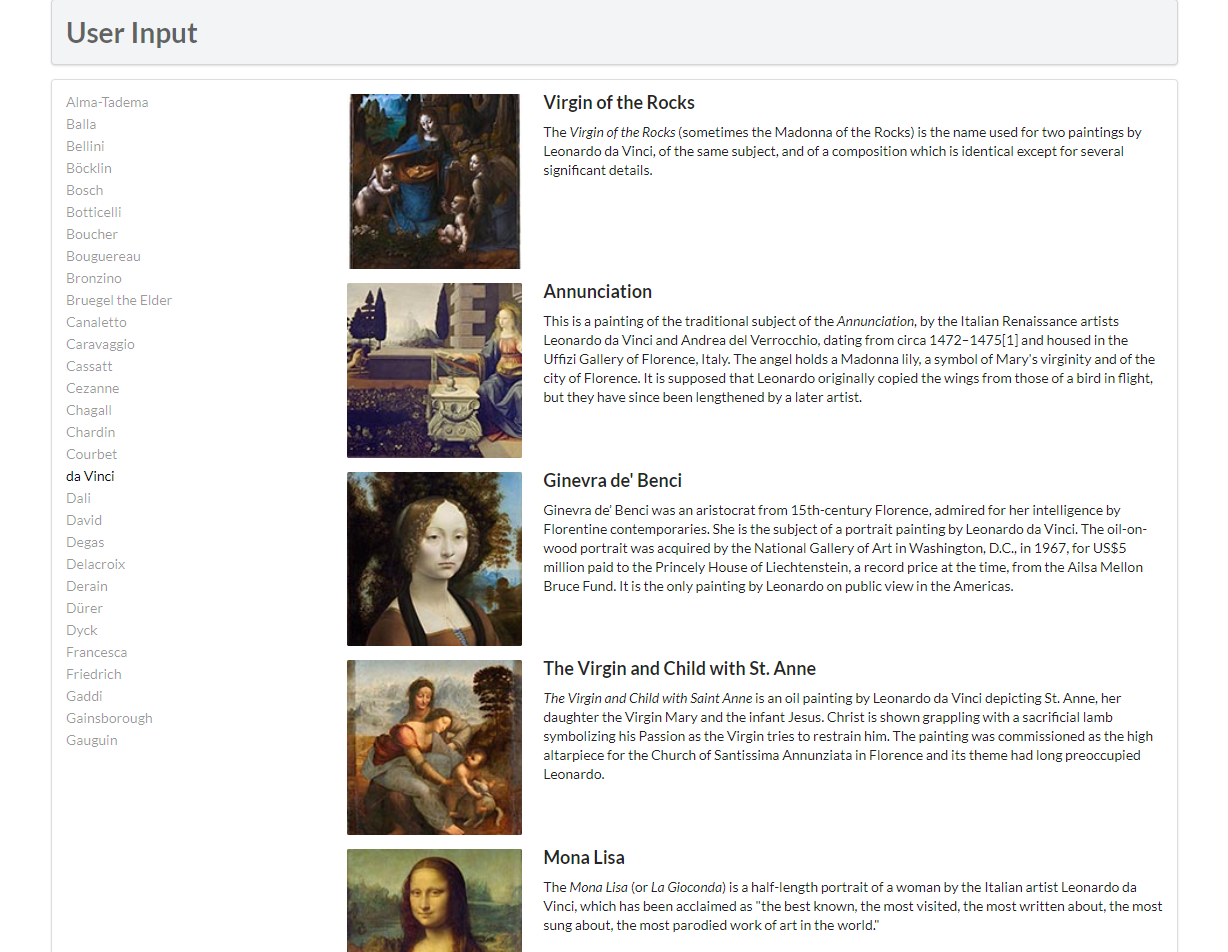 User Input
Alma-Tadema
Balla
Bellini
Böcklin
Bosch
Botticelli
Boucher
Bouguereau
Bronzino
Bruegel the Elder
Canaletto
Caravaggio
Cassatt
Cezanne
Chagall
Chardin
Courbet
da Vinci
Dali
David
Degas
Delacroix
Derain
Dürer
Dyck
Francesca
Friedrich
Gaddi
Gainsborough
Gauguin
Virgin of the Rocks
The Virgin of the Rocks (sometimes the Madonna of the Rocks) is the name used for two paintings by
Leonardo da Vinci, of the same subject, and of a composition which is identical except for several
significant details.
Annunciation
This is a painting of the traditional subject of the Annunciation, by the Italian Renaissance artists
Leonardo da Vinci and Andrea del Verrocchio, dating from circa 1472–1475[1] and housed in the
Uffizi Gallery of Florence, Italy. The angel holds a Madonna lily, a symbol of Mary's virginity and of the
city of Florence. It is supposed that Leonardo originally copied the wings from those of a bird in flight,
but they have since been lengthened by a later artist.
Ginevra de' Benci
Ginevra de' Benci was an aristocrat from 15th-century Florence, admired for her intelligence by
Florentine contemporaries. She is the subject of a portrait painting by Leonardo da Vinci. The oil-on-
wood portrait was acquired by the National Gallery of Art in Washington, D.C., in 1967, for US$5
million paid to the Princely House of Liechtenstein, a record price at the time, from the Ailsa Mellon
Bruce Fund. It is the only painting by Leonardo on public view in the Americas.
The Virgin and Child with St. Anne
The Virgin and Child with Saint Anne is an oil painting by Leonardo da Vinci depicting St. Anne, her
daughter the Virgin Mary and the infant Jesus. Christ is shown grappling with a sacrificial lamb
symbolizing his Passion as the Virgin tries to restrain him. The painting was commissioned as the high
altarpiece for the Church of Santissima Annunziata in Florence and its theme had long preoccupied
Leonardo.
Mona Lisa
The Mona Lisa (or La Gioconda) is a half-length portrait of a woman by the Italian artist Leonardo da
Vinci, which has been acclaimed as "the best known, the most visited, the most written about, the most
sung about, the most parodied work of art in the world."